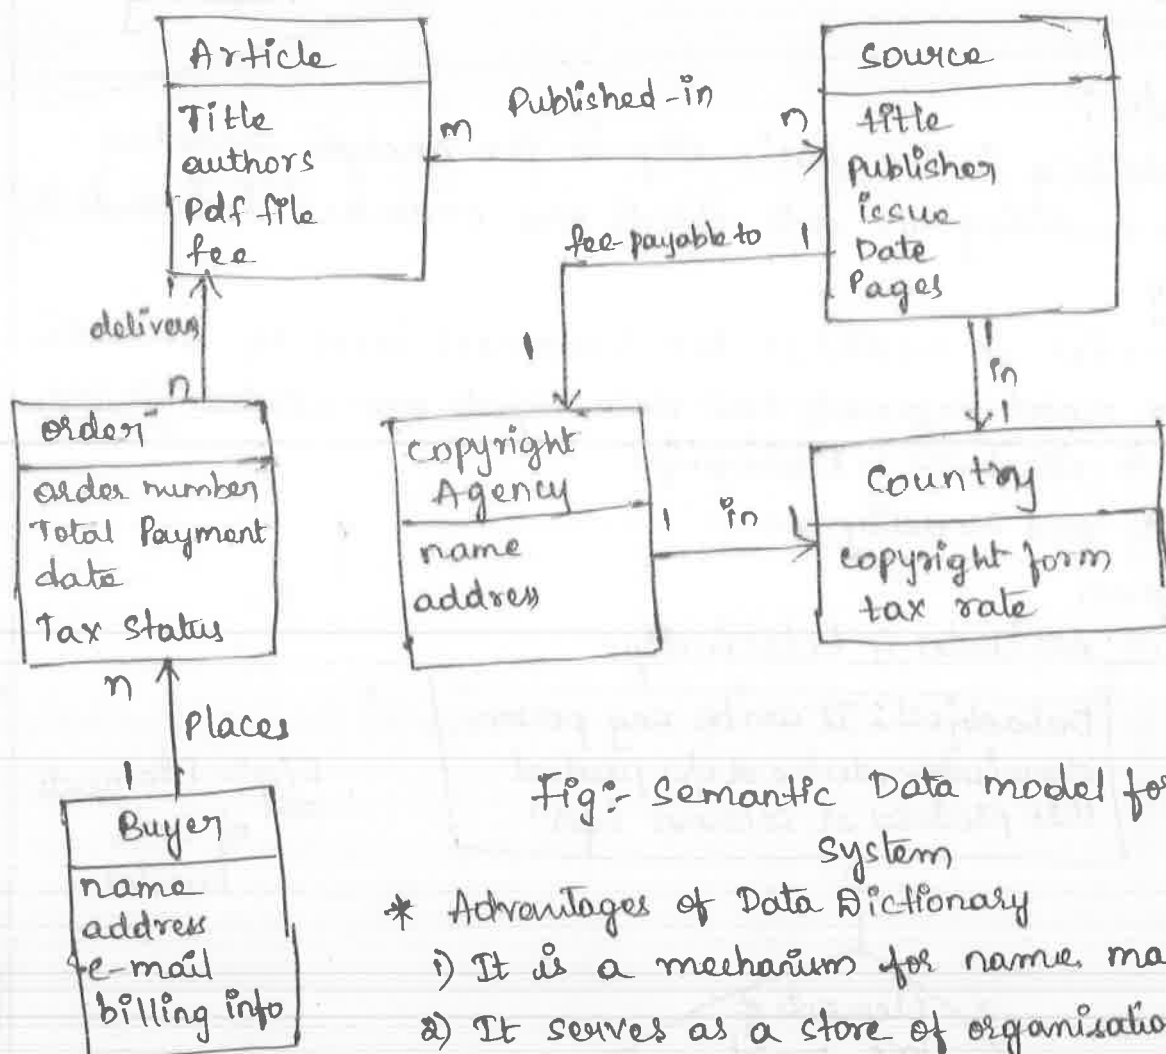 Article
Title
authors
Pdf file
fee
m Published-in n
source
title
Publisher
issue
Date
Pages
fee-payable to 1
1
1
in
1
1
delivers
n
order
order number
Total Payment
date
Tax Status
copyright
Agency
name
address
1 in 1
Country
copyright form
tax rate
n
Places
1
Buyer
name
address
e-mail
billing info
Fig:- Semantic Data model for
system
* Advantages of Data Dictionary
1) It is a mechanism for name
2) It serves as a store of